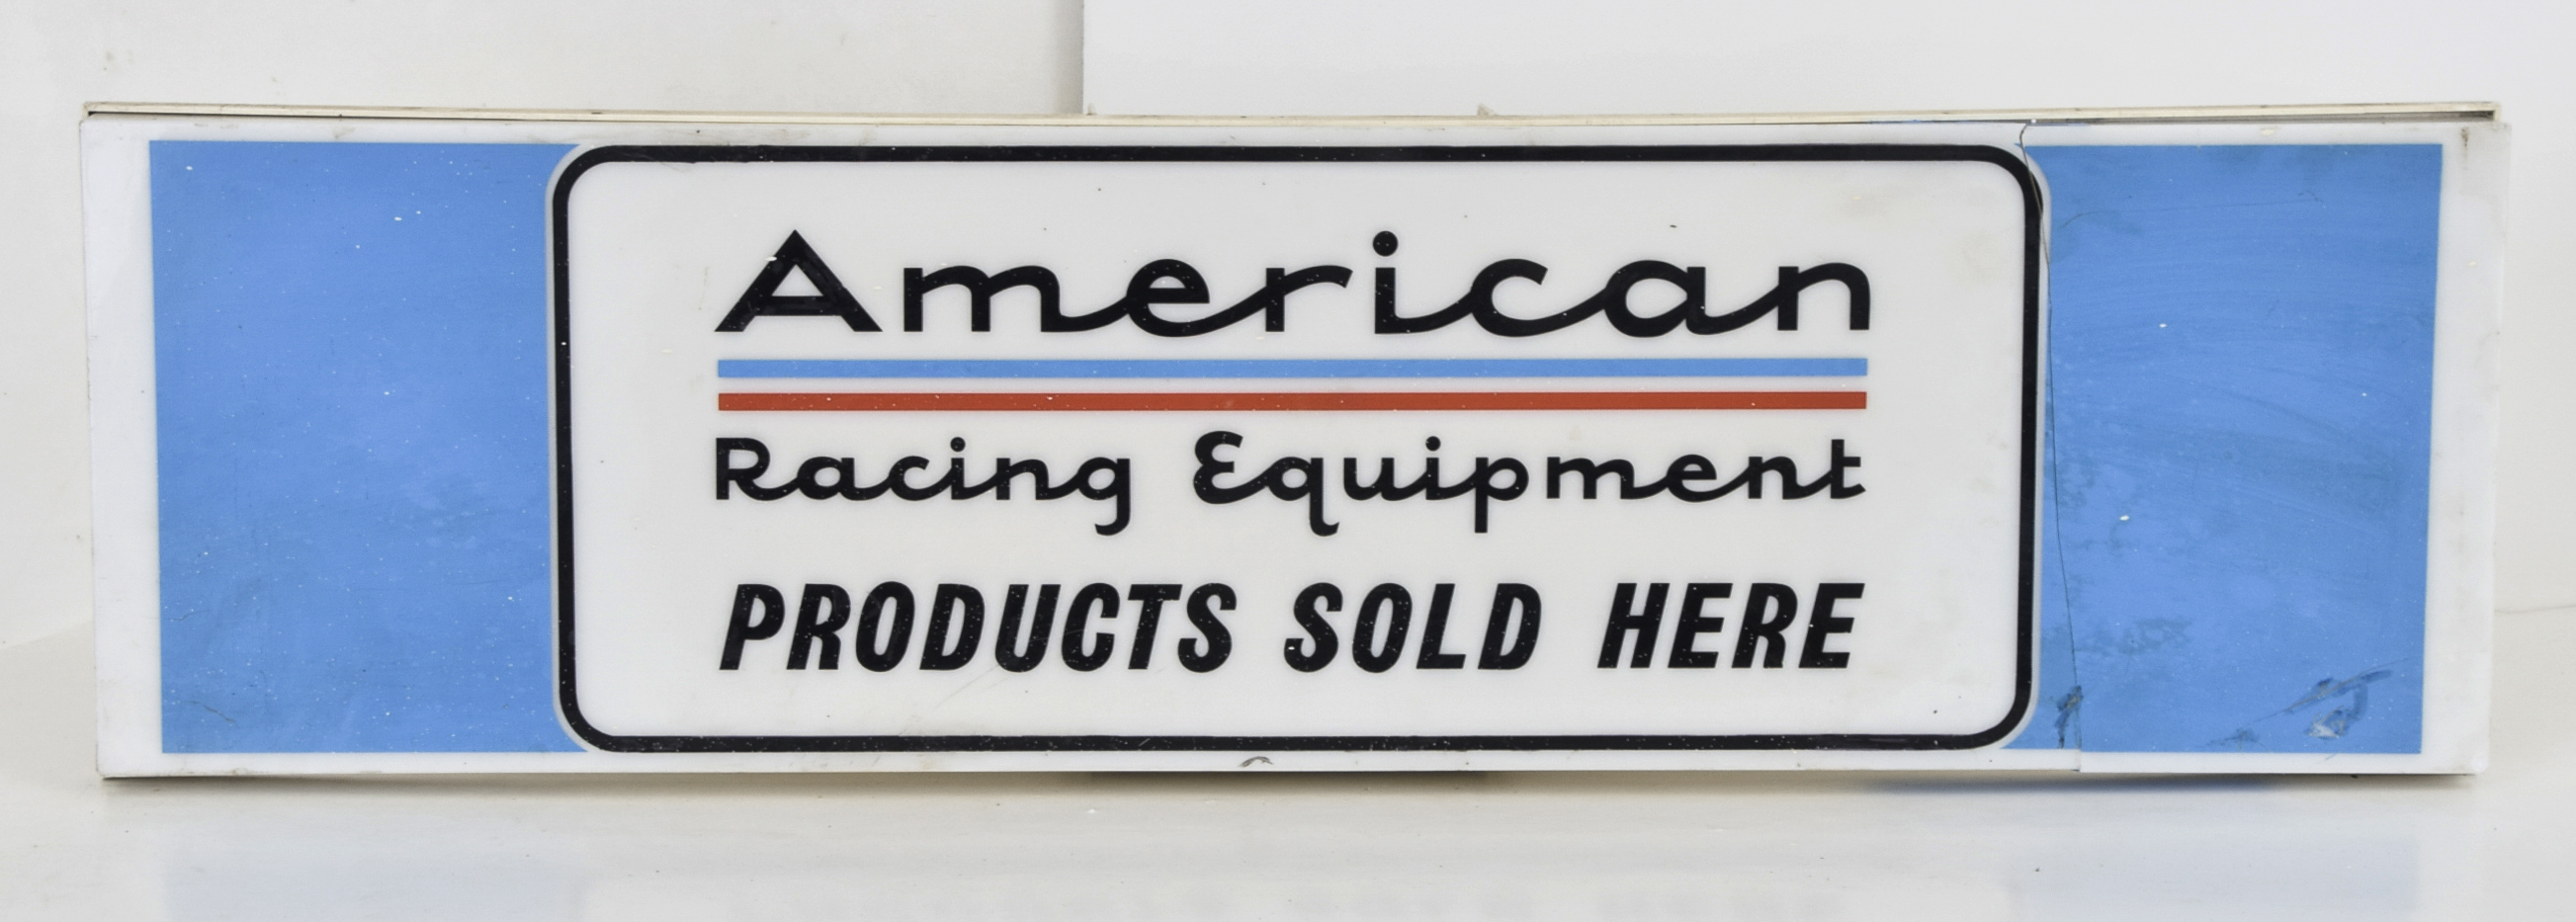 American
Racing Equipment
PRODUCTS SOLD HERE